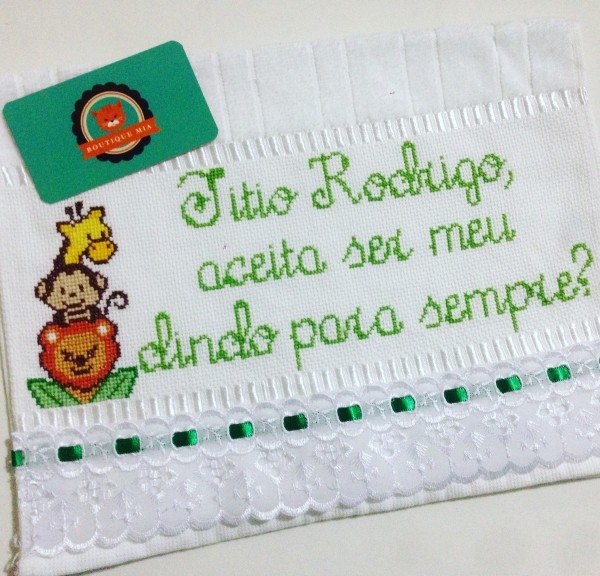 BOUTIQUE MIA
Titio Rodrigo,
aceita ser meu
dindo para sempre?